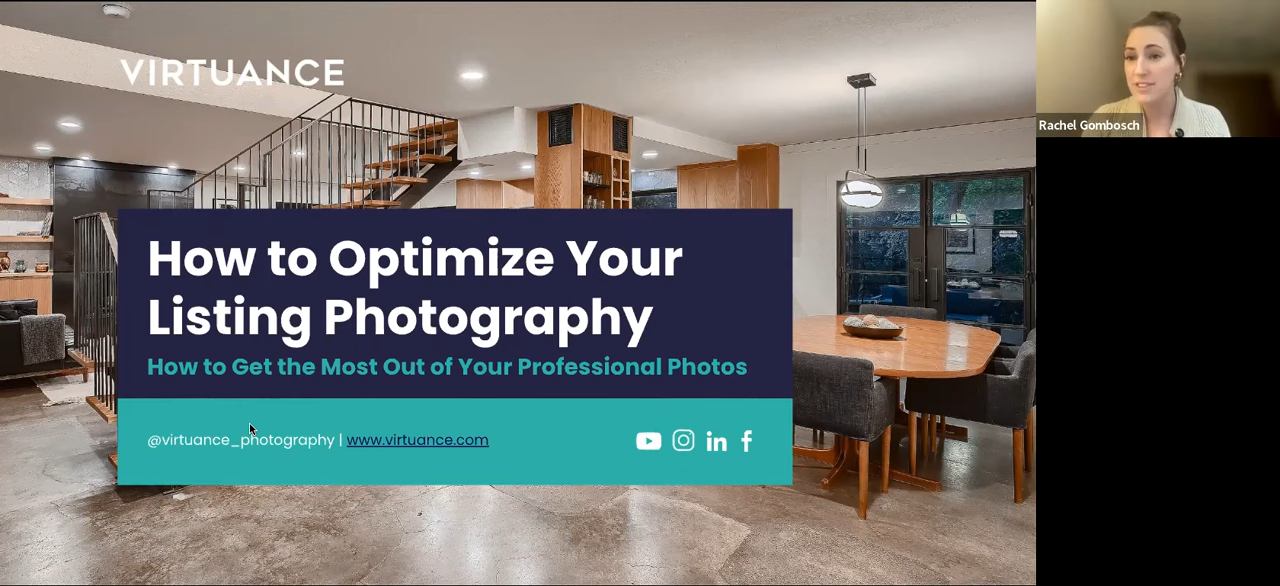 VIRTUANCE
Rachel Gombosch
How to Optimize Your
Listing Photography
How to Get the Most Out of Your Professional Photos
@virtuance_photography | www.virtuance.com